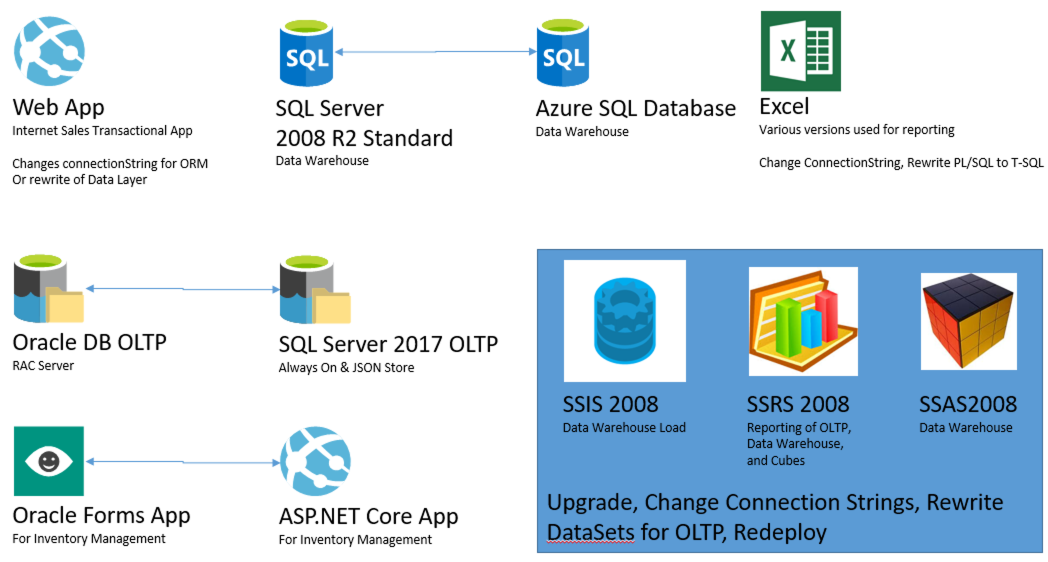 SQL
SQL
X
Web App
Internet Sales Transactional App
Changes connectionString for ORM
Or rewrite of Data Layer
SQL Server
2008 R2 Standard
Data Warehouse
Azure SQL Database
Data Warehouse
Excel
Various versions used for reporting
Change ConnectionString, Rewrite PL/SQL to T-SQL
Oracle DB OLTP
RAC Server
SQL Server 2017 OLTP
Always On & JSON Store
SSIS 2008
Data Warehouse Load
SSRS 2008
Reporting of OLTP,
Data Warehouse,
and Cubes
SSAS2008
Data Warehouse
Oracle Forms App
For Inventory Management
ASP.NET Core App
For Inventory Management
Upgrade, Change Connection Strings, Rewrite
DataSets for OLTP, Redeploy